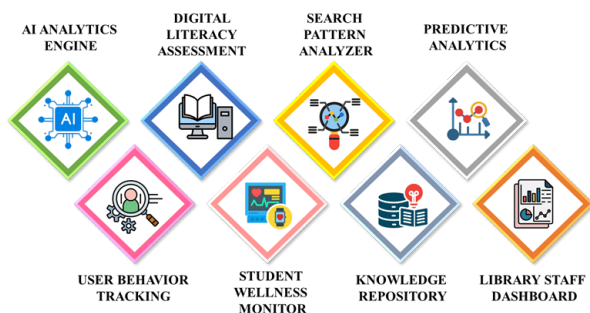 AI ANALYTICS
ENGINE
DIGITAL
LITERACY
ASSESSMENT
SEARCH
PATTERN
ANALYZER
PREDICTIVE
ANALYTICS
AI
USER BEHAVIOR
TRACKING
STUDENT
WELLNESS
MONITOR
KNOWLEDGE
REPOSITORY
LIBRARY STAFF
DASHBOARD